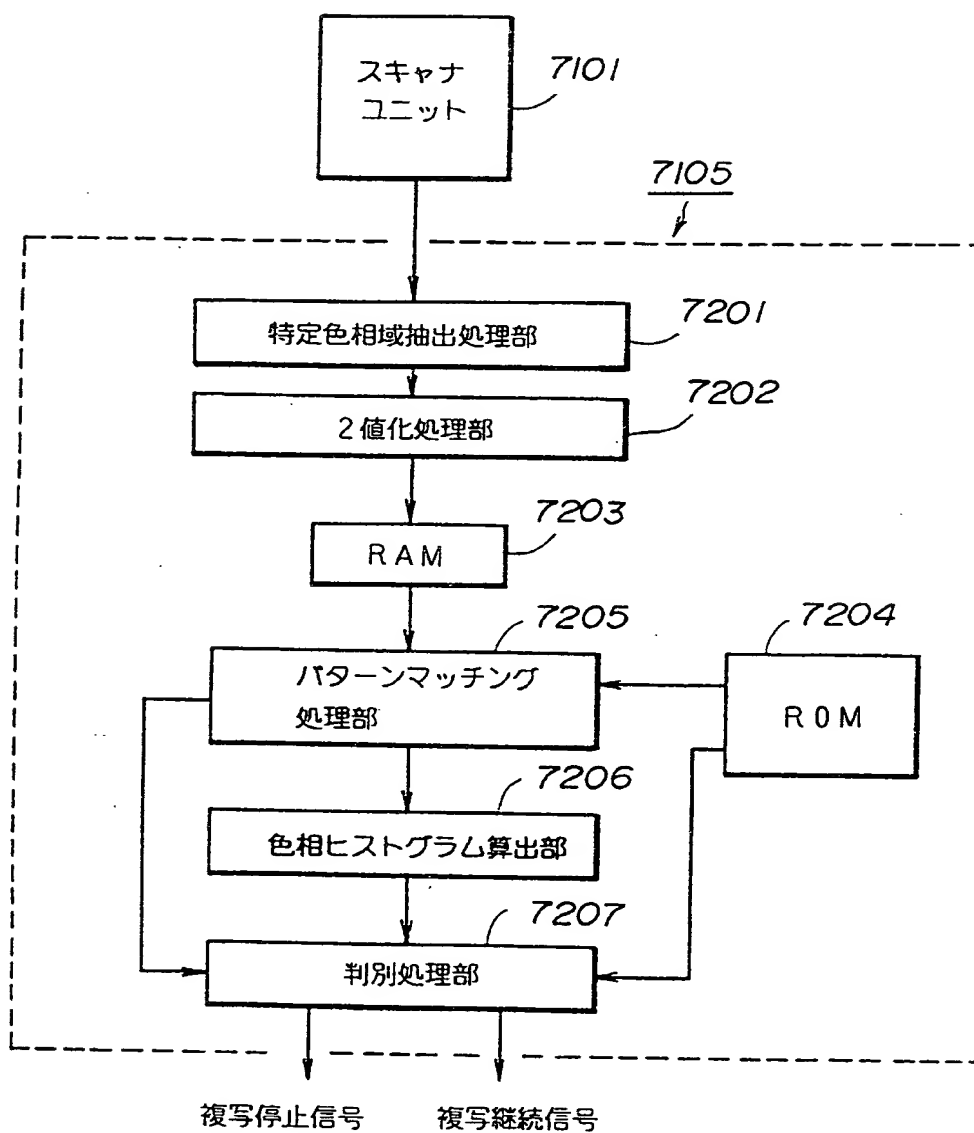 スキャナ
ユニット
7101
7105
特定色相域抽出処理部
7201
2値化処理部
7202
RAM
7203
パターンマッチング
処理部
7205
ROM
7204
色相ヒストグラム算出部
7206
判別処理部
7207
複写停止信号
複写継続信号